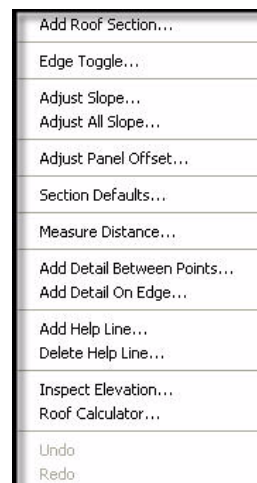 Add Roof Section...
Edge Toggle...
Adjust Slope...
Adjust All Slope...
Adjust Panel Offset...
Section Defaults...
Measure Distance...
Add Detail Between Points...
Add Detail On Edge...
Add Help Line...
Delete Help Line...
Inspect Elevation...
Roof Calculator...
Undo
Redo